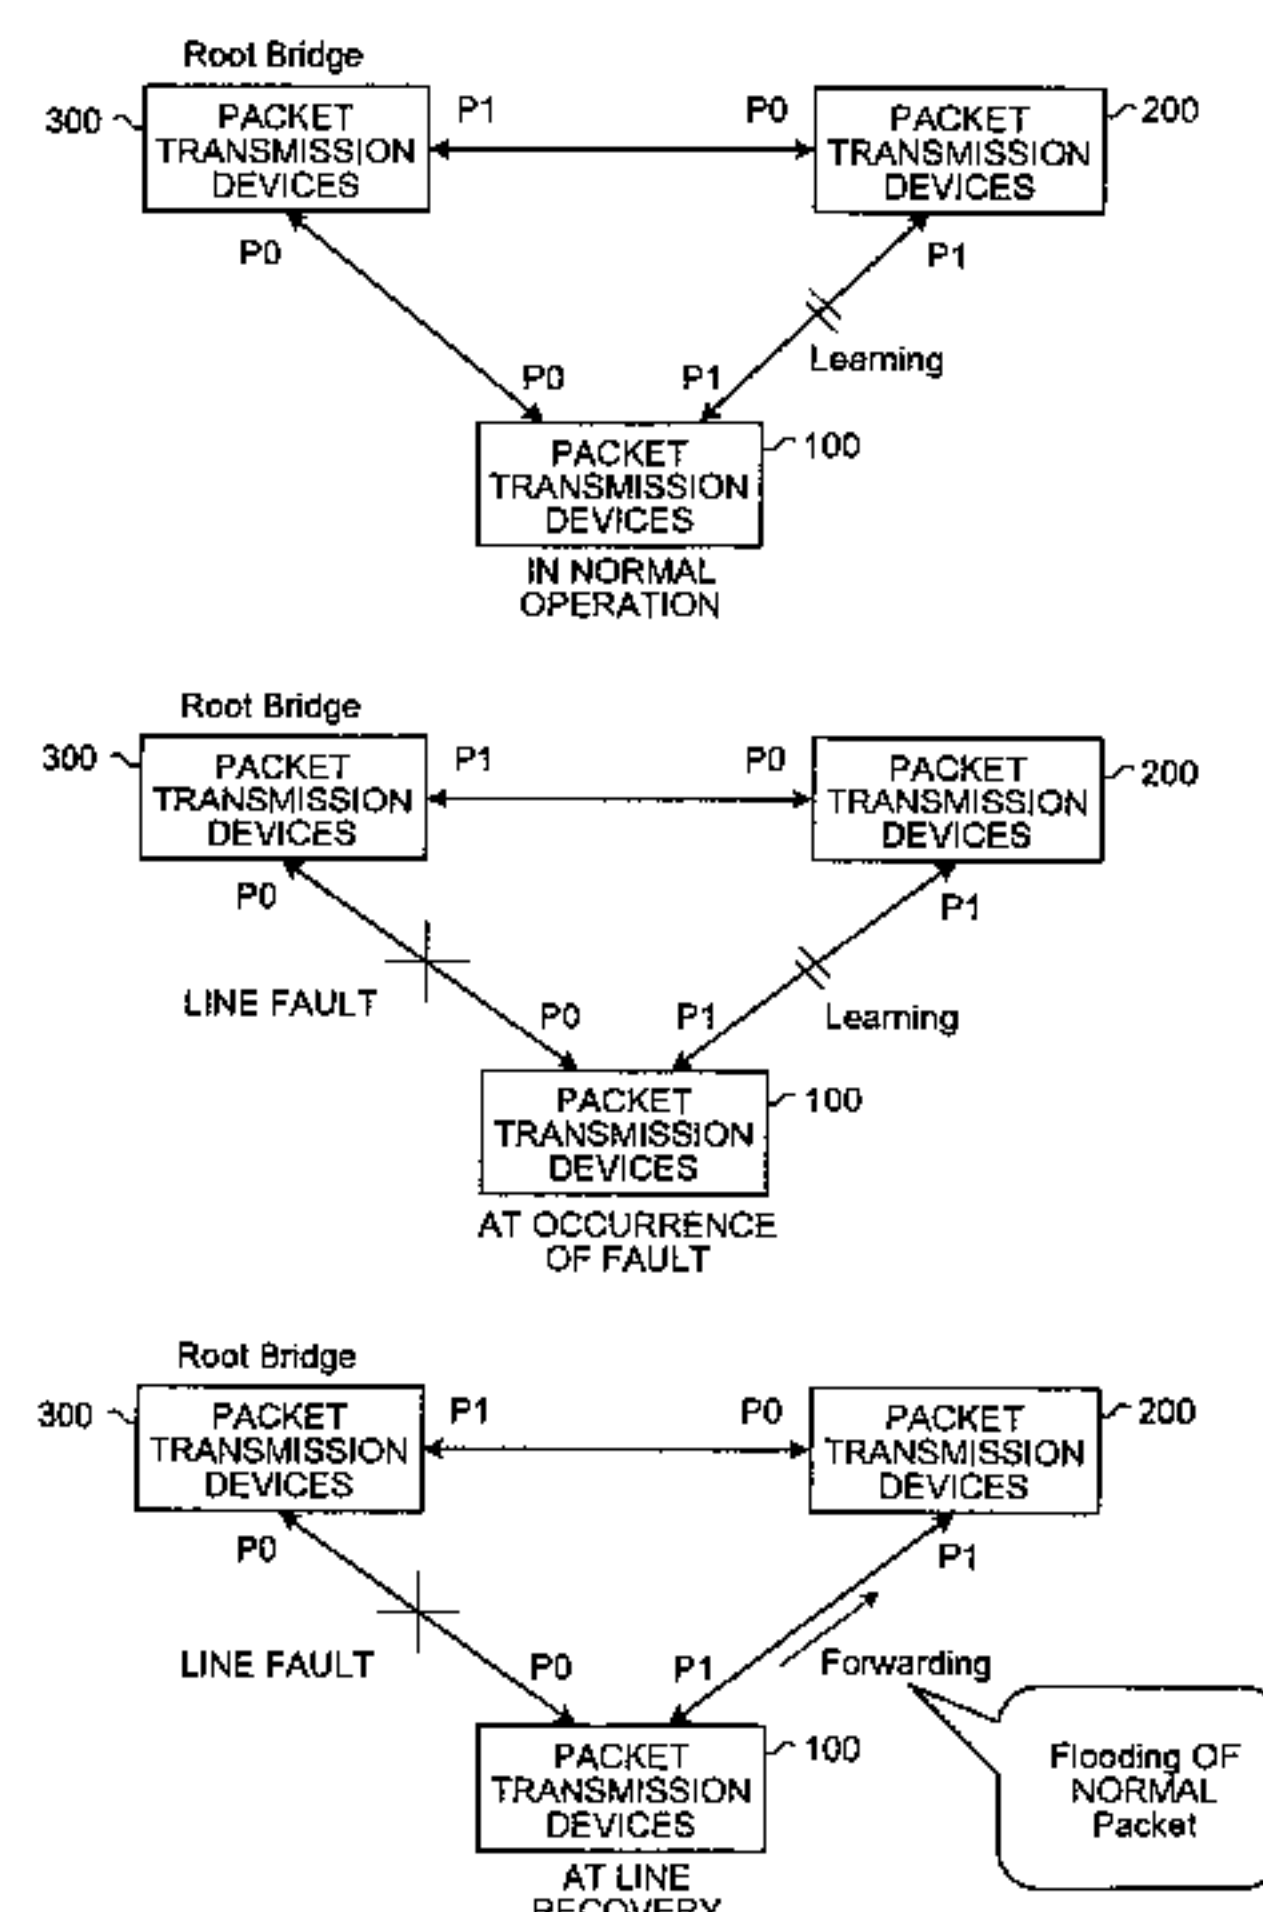 Root Bridge
300
PACKET
TRANSMISSION
DEVICES
P1
P0
PACKET
TRANSMISSION
DEVICES
200
P0
P1
Learning
P0
P1
PACKET
TRANSMISSION
DEVICES
100
IN NORMAL
OPERATION
Root Bridge
300
PACKET
TRANSMISSION
DEVICES
P1
P0
PACKET
TRANSMISSION
DEVICES
200
P0
P1
LINE FAULT
P0
P1
Learning
PACKET
TRANSMISSION
DEVICES
100
AT OCCURRENCE
OF FAULT
Root Bridge
300
PACKET
TRANSMISSION
DEVICES
P1
P0
PACKET
TRANSMISSION
DEVICES
200
P0
P1
LINE FAULT
P0
P1
Forwarding
PACKET
TRANSMISSION
DEVICES
100
Flooding OF
NORMAL
Packet
AT LINE
RECOVERY